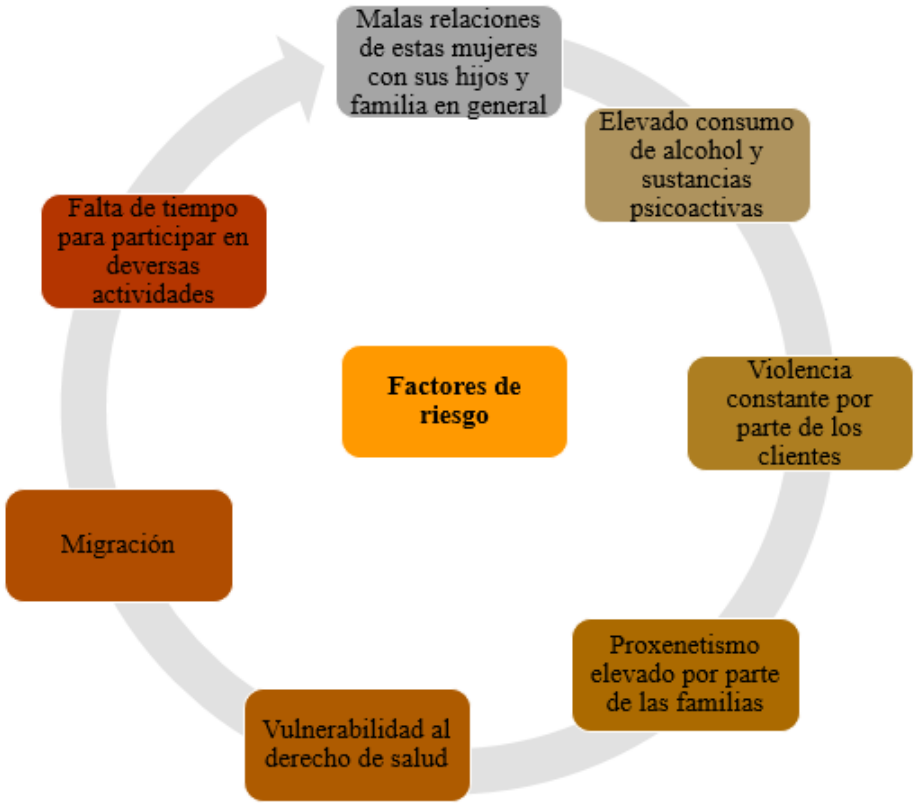 Malas relaciones
de estas mujeres
con sus hijos y
familia en general
Elevado consumo
de alcohol y
sustancias
psicoactivas
Violencia
constante por
parte de los
clientes
Proxenetismo
elevado por parte
de las familias
Vulnerabilidad al
derecho de salud
Migración
Falta de tiempo
para participar en
deversas
actividades
Factores de
riesgo